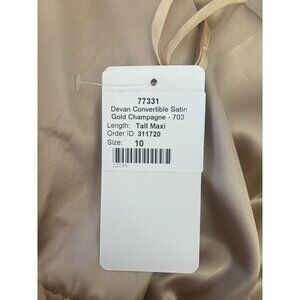 77331
Devan Convertible Satin
Gold Champagne - 703
Length: Tall Maxi
Order ID: 311720
Size: 10